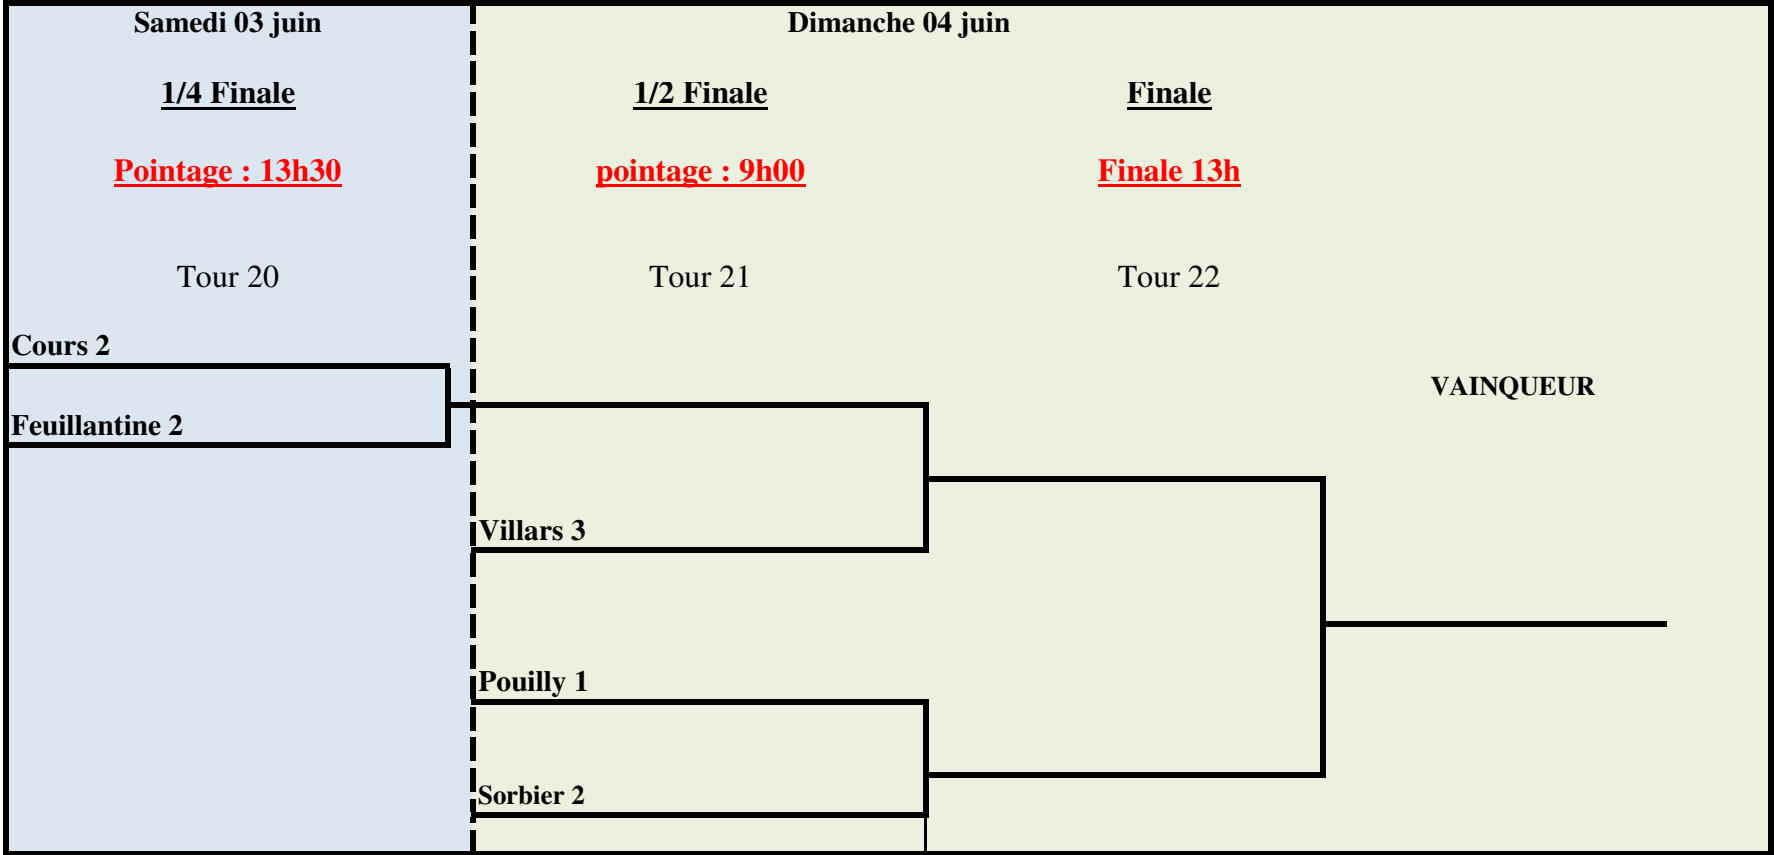 Samedi 03 juin
Dimanche 04 juin
1/4 Finale
1/2 Finale
Finale
Pointage : 13h30
pointage : 9h00
Finale 13h
Tour 20
Tour 21
Tour 22
Cours 2
VAINQUEUR
Feuillantine 2
Villars 3
Pouilly 1
Sorbier 2